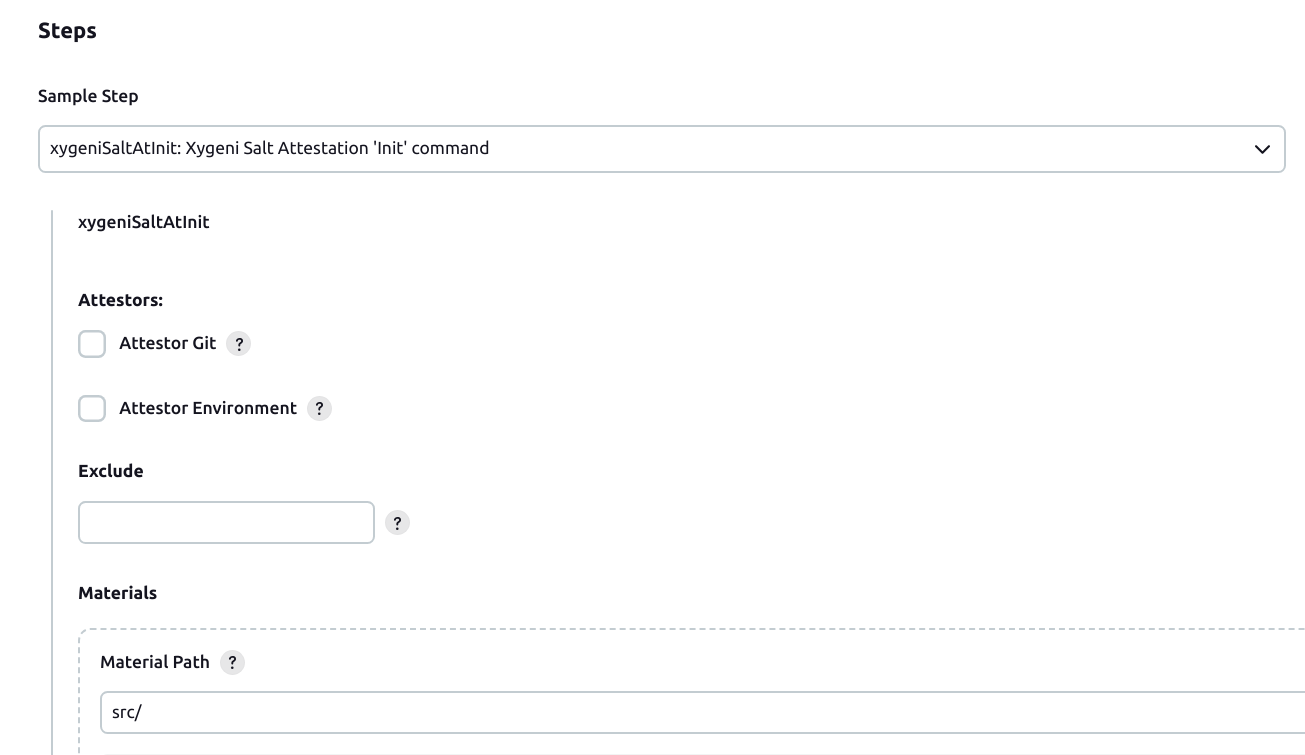 Steps
Sample Step
xygeniSaltAtInit: Xygeni Salt Attestation 'Init' command
xygeniSaltAtInit
Attestors:
Attestor Git ?
Attestor Environment ?
Exclude
?
Materials
Material Path ?
src/